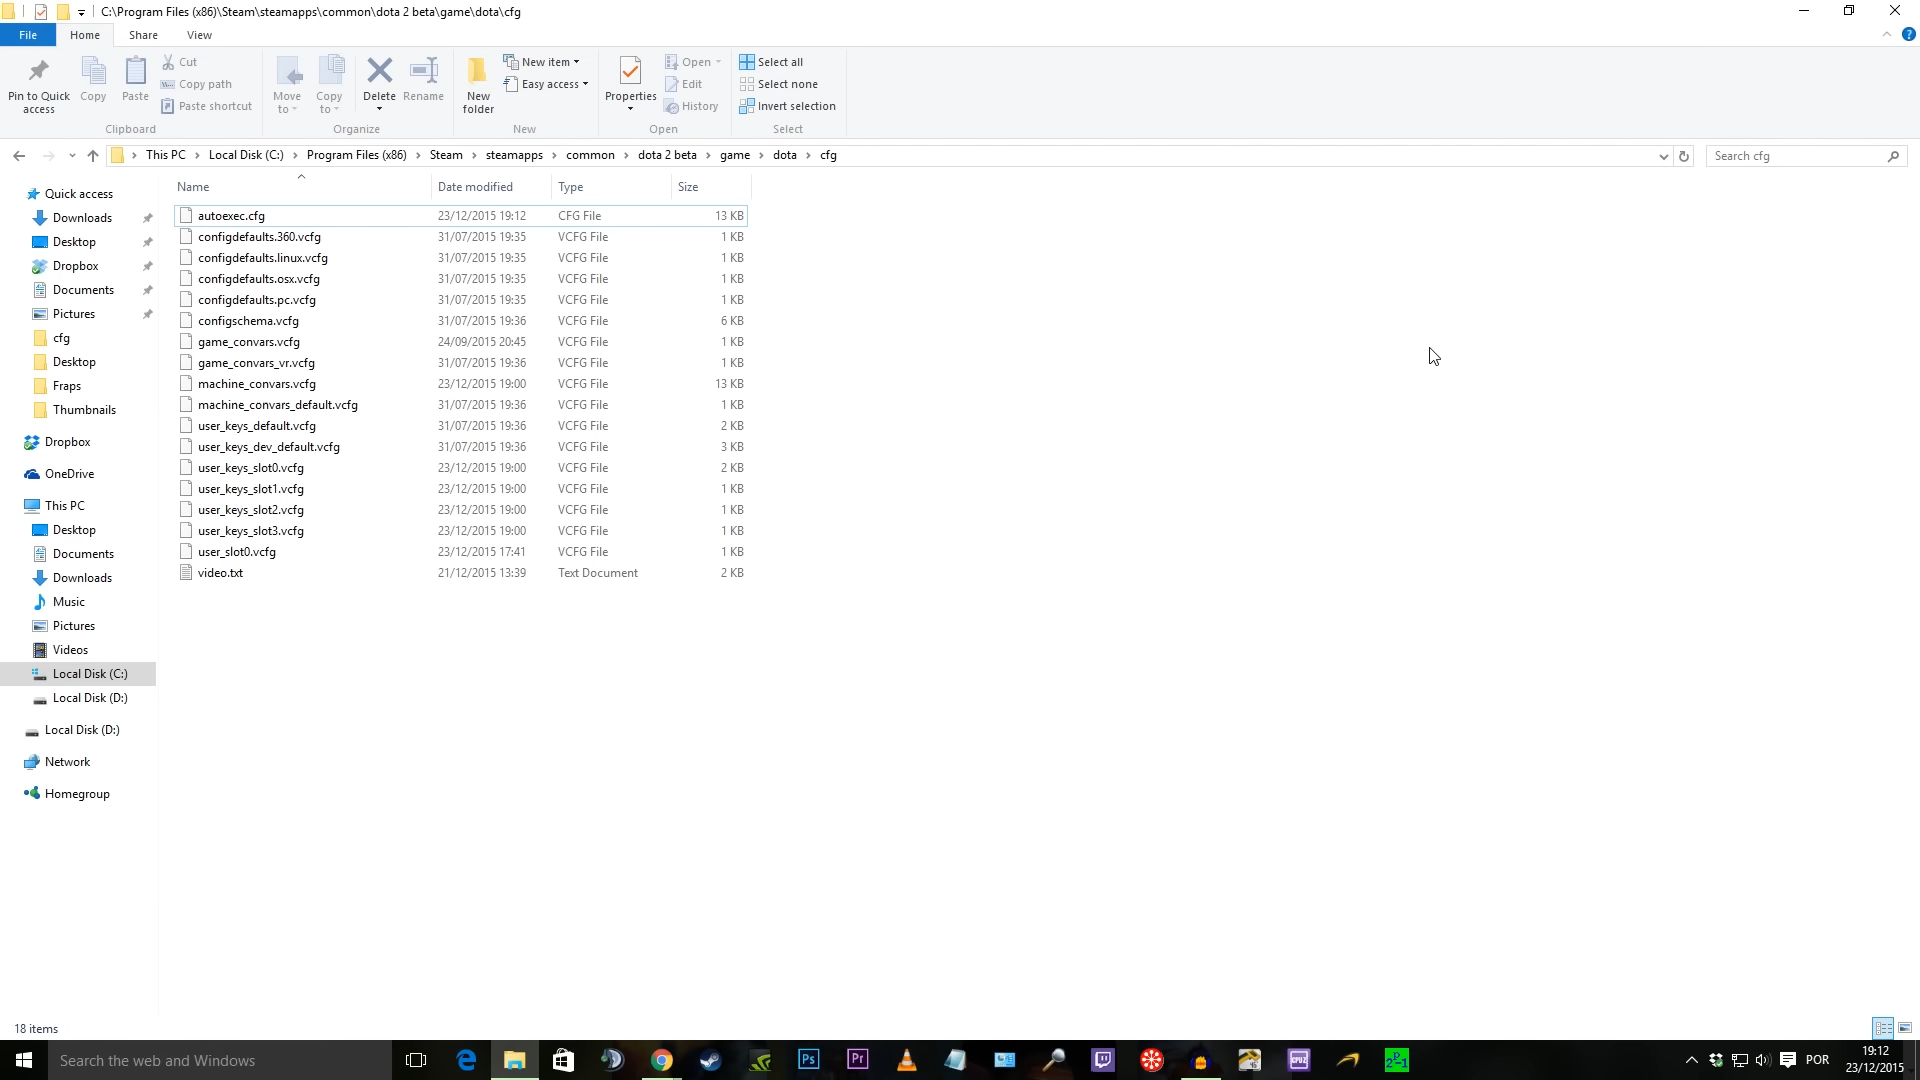 C:\Program Files (x86)\Steam\steamapps\common\dota 2 beta\game\dota\cfg
File Home Share View
Pin to Quick access
Copy
Paste
Cut
Copy path
Paste shortcut
Clipboard
Move to
Copy to
Delete
Rename
Organize
New folder
New item
Easy access
New
Properties
Open
Edit
History
Open
Select all
Select none
Invert selection
Select
This PC > Local Disk (C:) > Program Files (x86) > Steam > steamapps > common > dota 2 beta > game > dota > cfg
Search cfg
Quick access
Downloads
Desktop
Dropbox
Documents
Pictures
cfg
Desktop
Fraps
Thumbnails
Dropbox
OneDrive
This PC
Desktop
Documents
Downloads
Music
Pictures
Videos
Local Disk (C:)
Local Disk (D:)
Local Disk (D:)
Network
Homegroup
Name Date modified Type Size
autoexec.cfg 23/12/2015 19:12 CFG File 13 KB
configdefaults.360.vcfg 31/07/2015 19:35 VCFG File 1 KB
configdefaults.linux.vcfg 31/07/2015 19:35 VCFG File 1 KB
configdefaults.osx.vcfg 31/07/2015 19:35 VCFG File 1 KB
configdefaults.pc.vcfg 31/07/2015 19:35 VCFG File 1 KB
configschema.vcfg 31/07/2015 19:36 VCFG File 6 KB
game_convars.vcfg 24/09/2015 20:45 VCFG File 1 KB
game_convars_vr.vcfg 31/07/2015 19:36 VCFG File 1 KB
machine_convars.vcfg 23/12/2015 19:00 VCFG File 13 KB
machine_convars_default.vcfg 31/07/2015 19:36 VCFG File 1 KB
user_keys_default.vcfg 31/07/2015 19:36 VCFG File 2 KB
user_keys_dev_default.vcfg 31/07/2015 19:36 VCFG File 3 KB
user_keys_slot0.vcfg 23/12/2015 19:00 VCFG File 2 KB
user_keys_slot1.vcfg 23/12/2015 19:00 VCFG File 1 KB
user_keys_slot2.vcfg 23/12/2015 19:00 VCFG File 1 KB
user_keys_slot3.vcfg 23/12/2015 19:00 VCFG File 1 KB
user_slot0.vcfg 23/12/2015 17:41 VCFG File 1 KB
video.txt 21/12/2015 13:39 Text Document 2 KB
18 items
Search the web and Windows
Ps
Pr
CPUZ
POR
19:12
23/12/2015